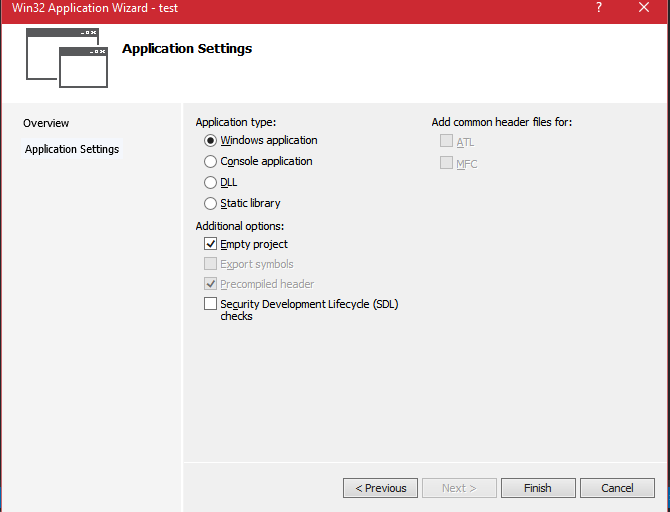 Win32 Application Wizard - test
?
Application Settings
Overview
Application Settings
Application type:
Windows application
Console application
DLL
Static library
Additional options:
Empty project
Export symbols
Precompiled header
Security Development Lifecycle (SDL)
checks
Add common header files for:
ATL
MFC
< Previous
Next >
Finish
Cancel